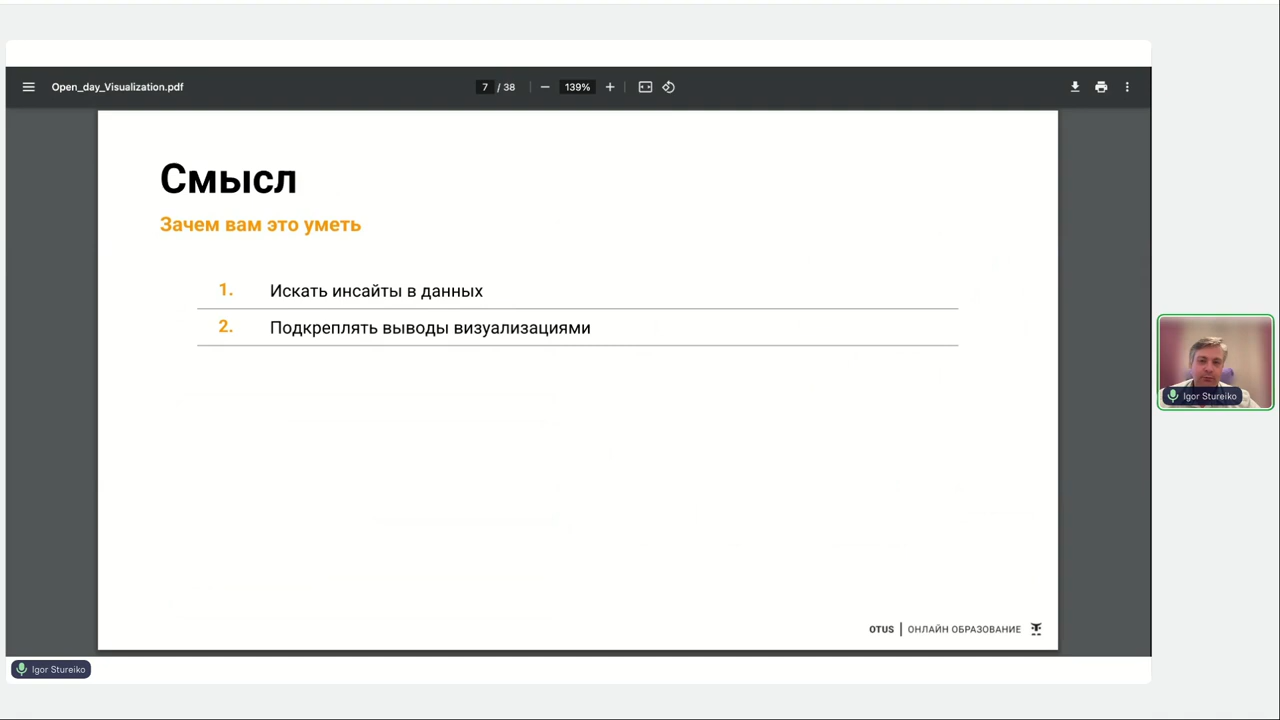 Open_day_Visualization.pdf
7 / 38
139%
Смысл
Зачем вам это уметь
1. Искать инсайты в данных
2. Подкреплять выводы визуализациями
OTUS | ОНЛАЙН ОБРАЗОВАНИЕ
Igor Stureiko
Igor Stureiko